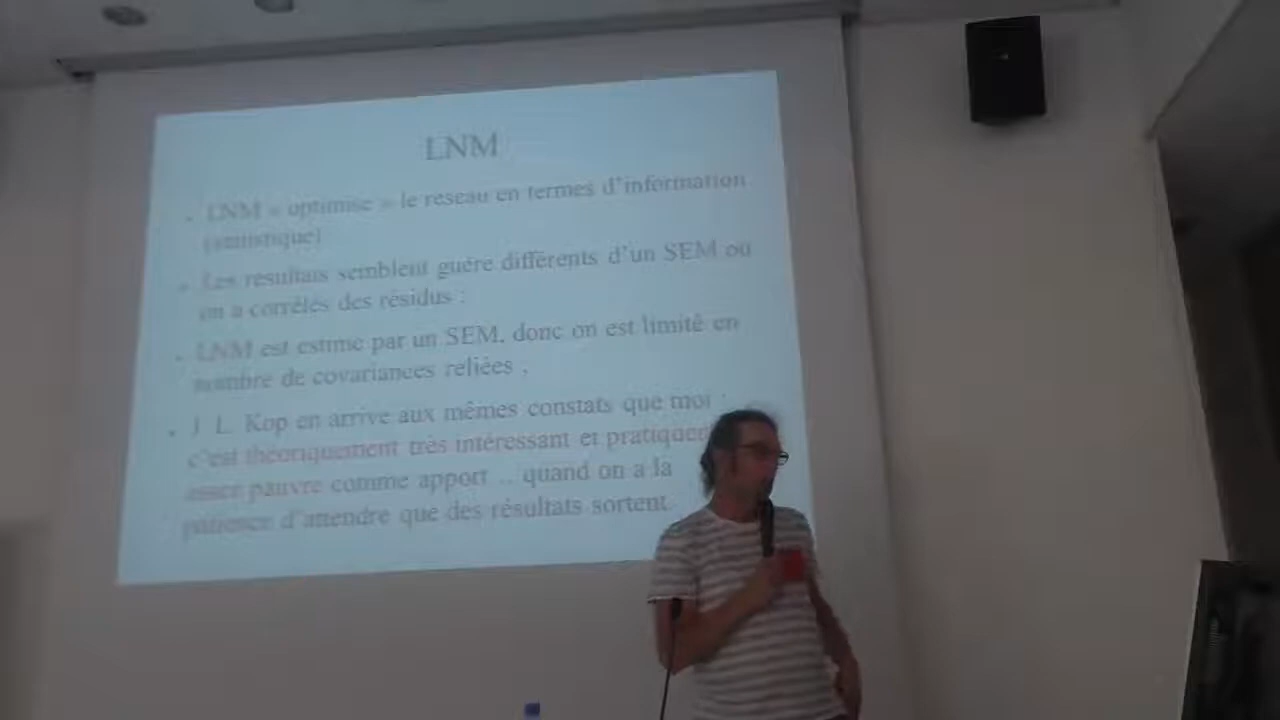 LNM
LNM « optimise » le réseau en termes d'information
(statistique)
Les résultats semblent guère différents d'un SEM où
on a corrélés des résidus :
LNM est estimé par un SEM, donc on est limité en
nombre de covariances reliées ;
J. L. Kop en arrive aux mêmes constats que moi :
c'est théoriquement très intéressant et
assez pauvre comme apport ... quand on a la
patience d'attendre que des résultats sortent